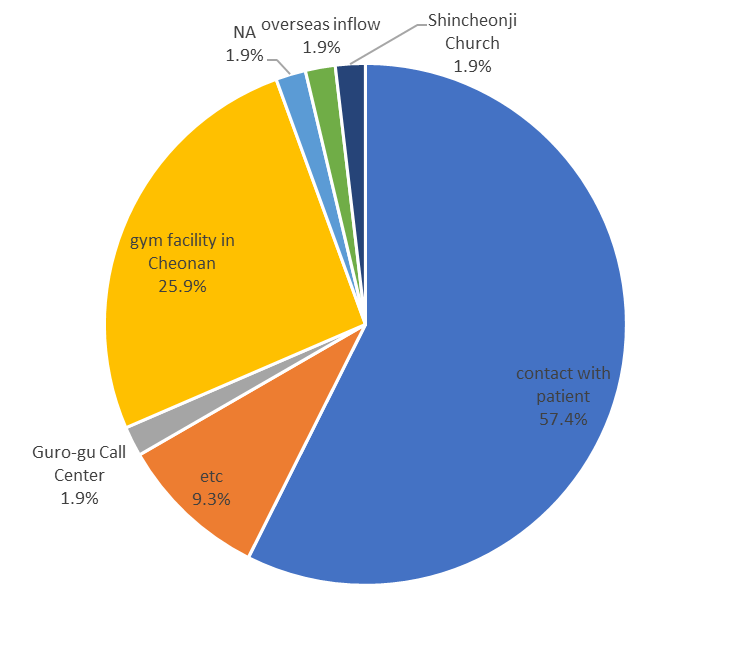 NA
1.9%
overseas inflow
1.9%
Shincheonji
Church
1.9%
gym facility in
Cheonan
25.9%
contact with
patient
57.4%
Guro-gu Call
Center
1.9%
etc
9.3%